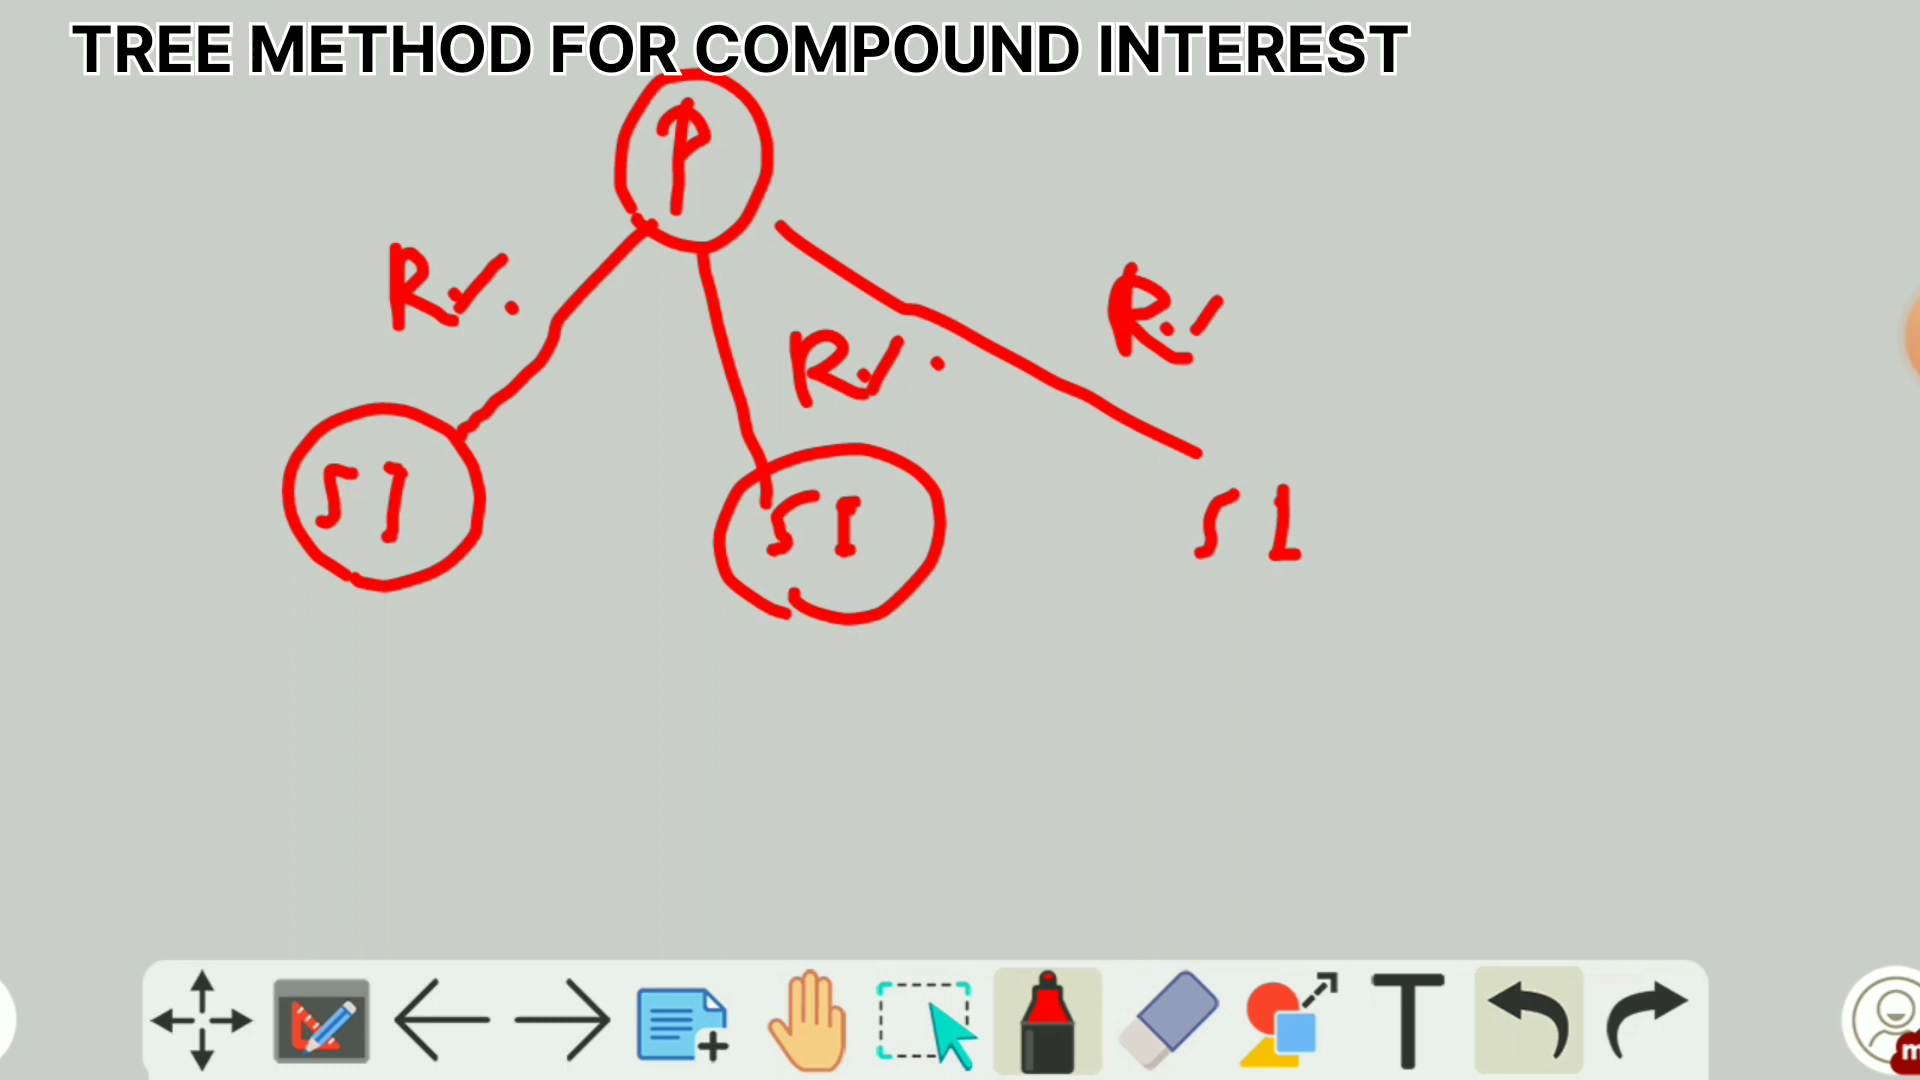 TREE METHOD FOR COMPOUND INTEREST
P
R%
R%
R%
SI
SI
SI